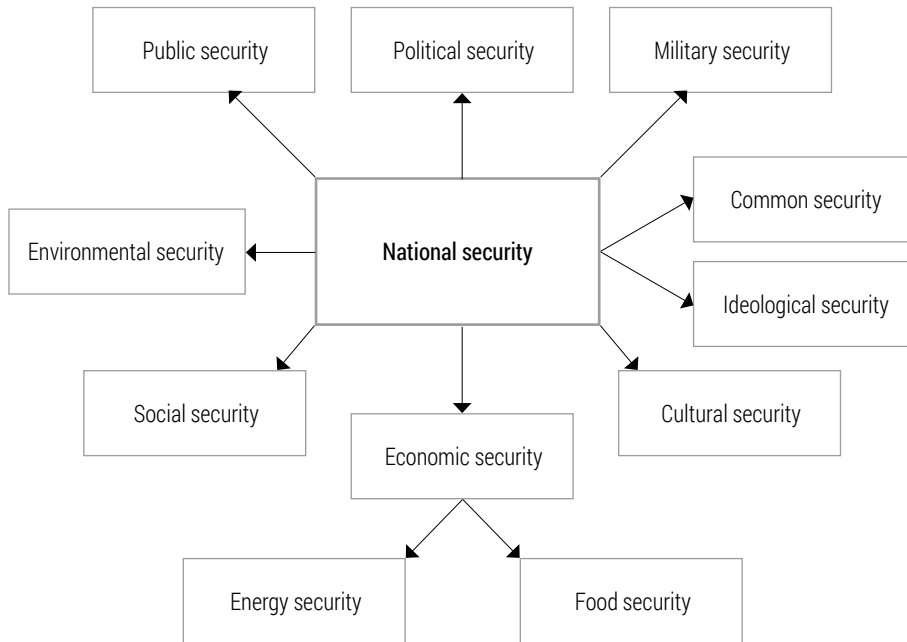 Public security
Political security
Military security
Common security
National security
Environmental security
Ideological security
Social security
Cultural security
Economic security
Energy security
Food security